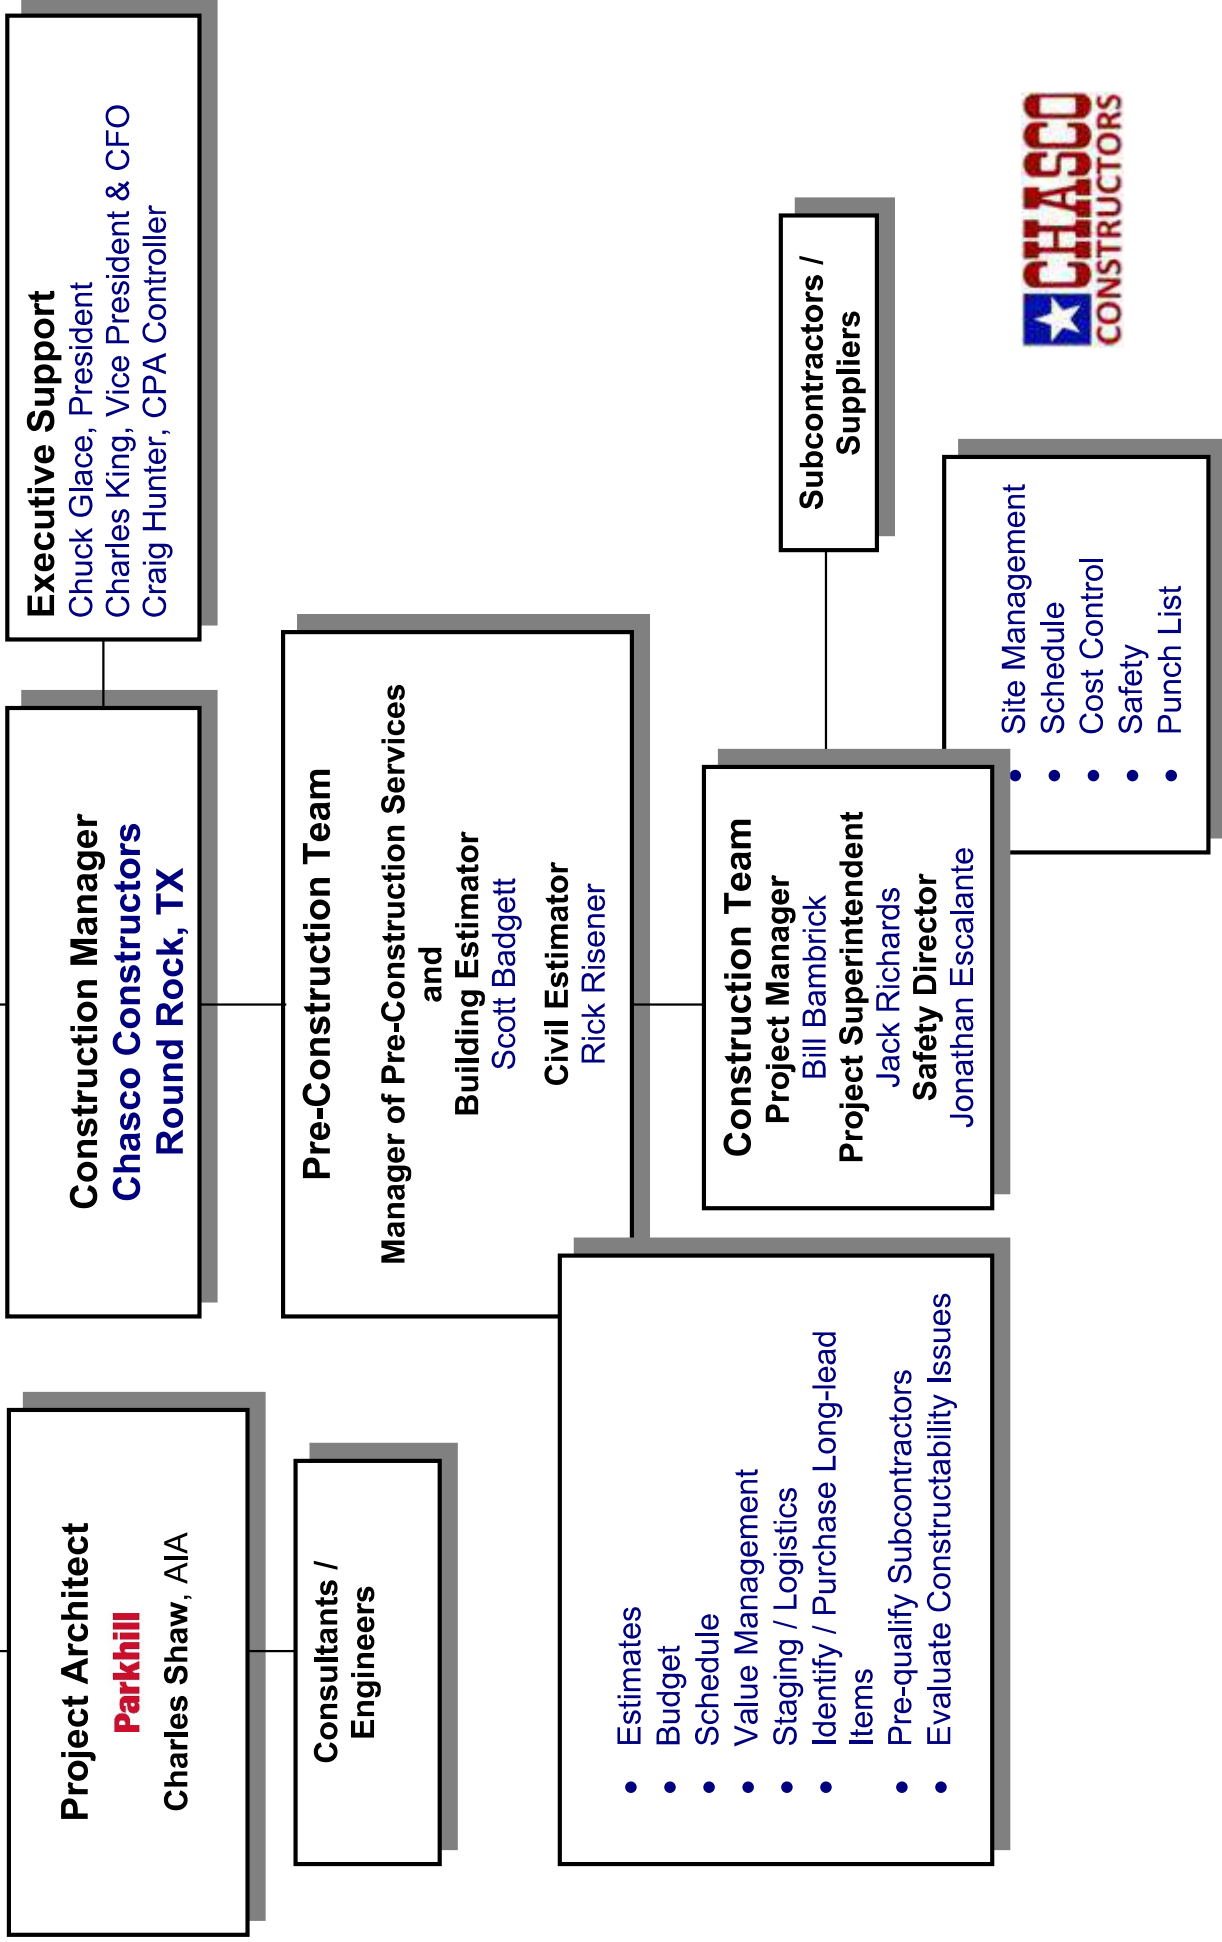 Project Architect
Parkhill
Charles Shaw, AIA
Consultants /
Engineers
Construction Manager
Chasco Constructors
Round Rock, TX
Executive Support
Chuck Glace, President
Charles King, Vice President & CFO
Craig Hunter, CPA Controller
Pre-Construction Team
Manager of Pre-Construction Services
and
Building Estimator
Scott Badgett
Civil Estimator
Rick Risener
• Estimates
• Budget
• Schedule
• Value Management
• Staging / Logistics
• Identify / Purchase Long-lead
Items
• Pre-qualify Subcontractors
• Evaluate Constructability Issues
Construction Team
Project Manager
Bill Bambrick
Project Superintendent
Jack Richards
Safety Director
Jonathan Escalante
Subcontractors /
Suppliers
• Site Management
• Schedule
• Cost Control
• Safety
• Punch List
CHASCO
CONSTRUCTORS